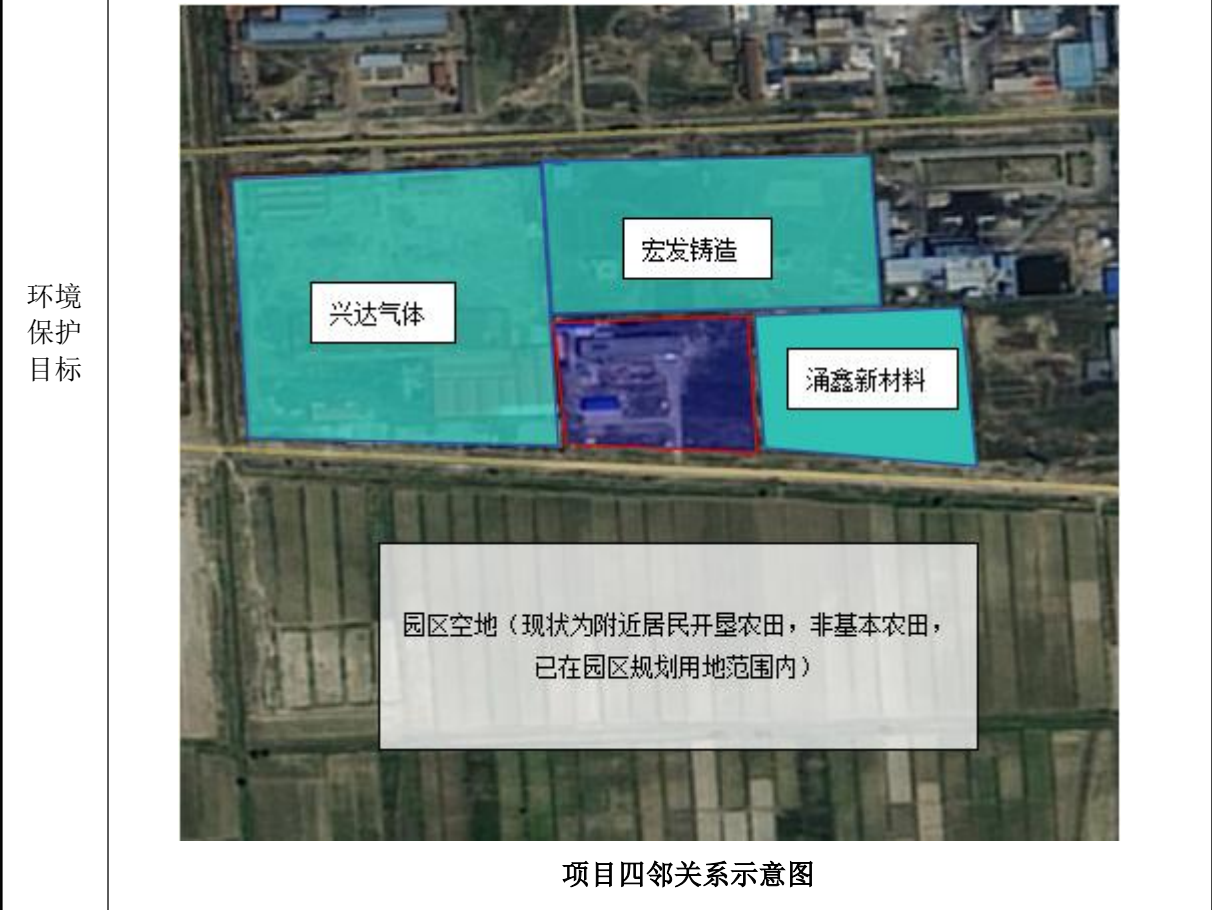 环境
保护
目标
宏发铸造
兴达气体
涌鑫新材料
园区空地（现状为附近居民开垦农田，非基本农田，
已在园区规划用地范围内）
项目四邻关系示意图